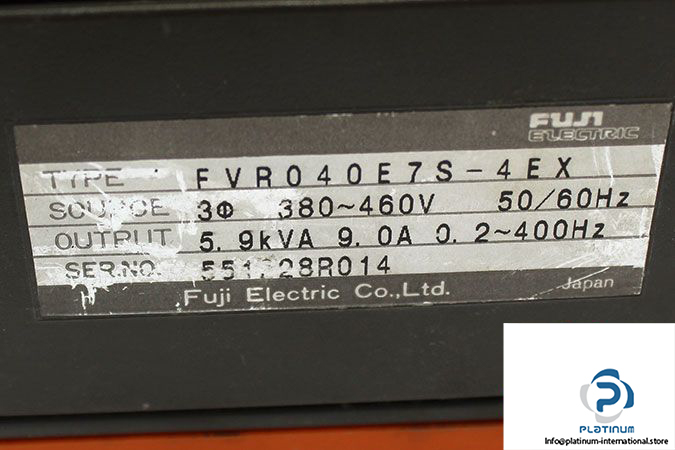 FUJI
ELECTRIC
TYPE FVR040E7S-4EX
SOURCE 3Φ 380~460V 50/60Hz
OUTPUT 5.9kVA 9.0A 0.2~400Hz
SER.NO.
Fuji Electric Co.,Ltd. Japan
PLATINUM
Info@platinum-international.store